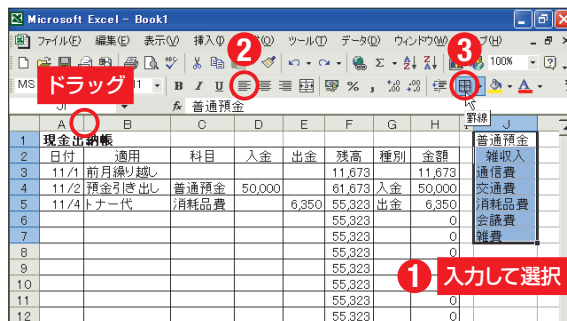 Microsoft Excel - Book1
ファイル(F) 編集(E) 表示(V) 挿入(I) ツール(T) データ(D)
100%
MS 11 B I U % ,
ドラッグ
2
3
J1 fx 普通預金
罫線
A B C D E F G H J
1 現金出納帳 普通預金
2 日付 適用 科目 入金 出金 残高 種別 金額 雑収入
3 11/1 前月繰り越し 11,673 11,673 通信費
4 11/2 預金引き出し 普通預金 50,000 61,673 入金 50,000 交通費
5 11/4 トナー代 消耗品費 6,350 55,323 出金 6,350 消耗品費
6 55,323 0 会議費
7 55,323 0 雑費
8 55,323 0
9 55,323
10 55,323
11 55,323
12 55,323 0
1 入力して選択